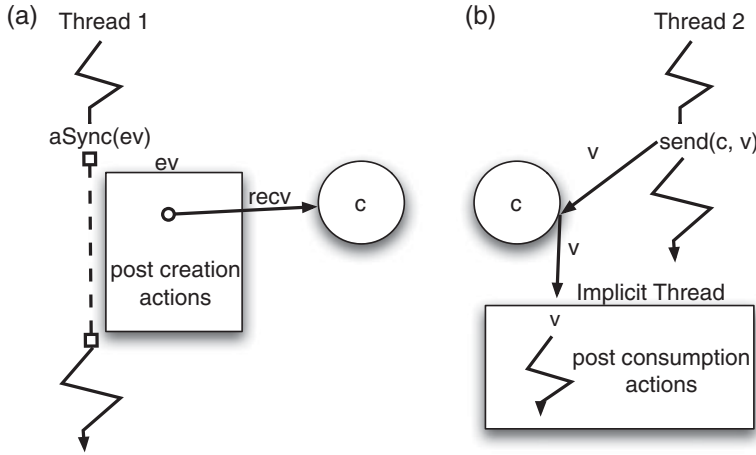 (a)
Thread 1
aSync(ev)
ev
recv
c
post creation
actions
(b)
Thread 2
send(c, v)
v
c
v
Implicit Thread
v
post consumption
actions